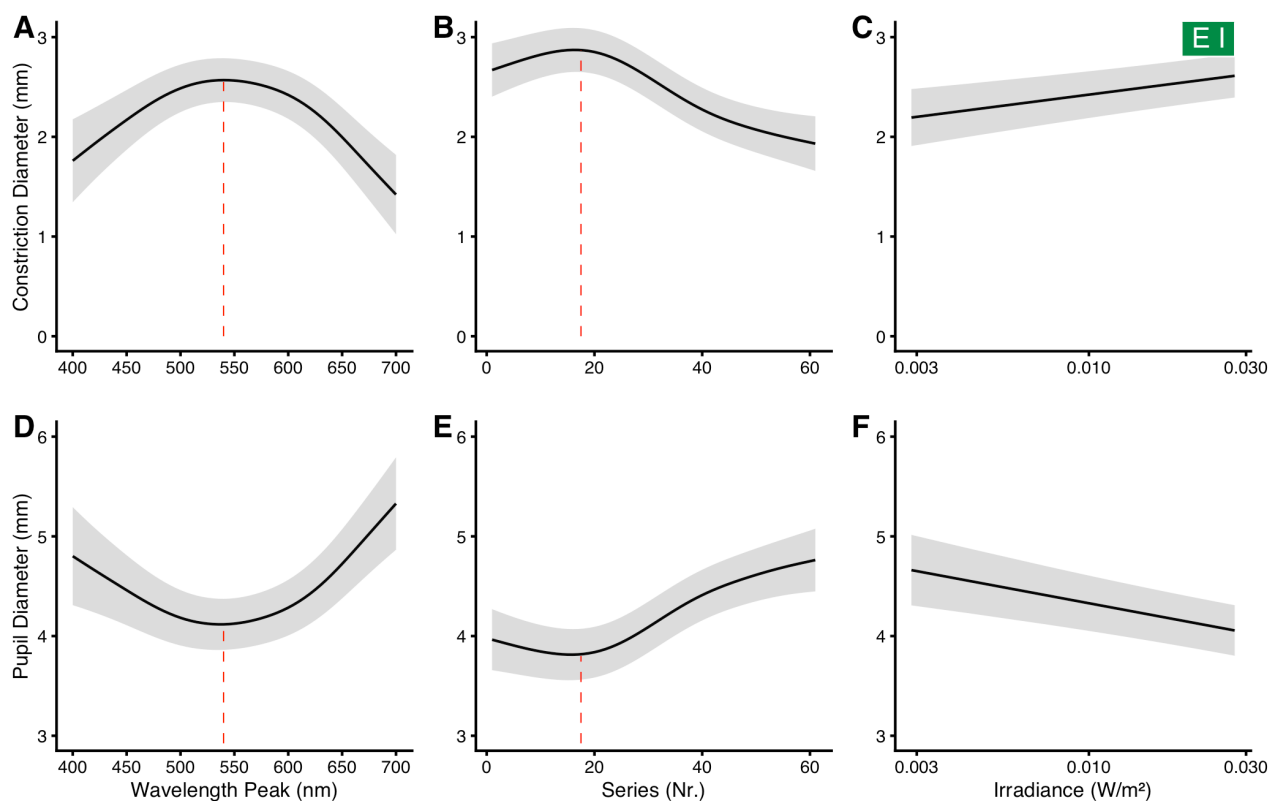 A
B
C
E I
Constriction Diameter (mm)
3
2
1
0
400 450 500 550 600 650 700
3
2
1
0
0 20 40 60
3
2
1
0
0.003 0.010 0.030
D
E
F
Pupil Diameter (mm)
6
5
4
3
400 450 500 550 600 650 700
Wavelength Peak (nm)
6
5
4
3
0 20 40 60
Series (Nr.)
6
5
4
3
0.003 0.010 0.030
Irradiance (W/m²)